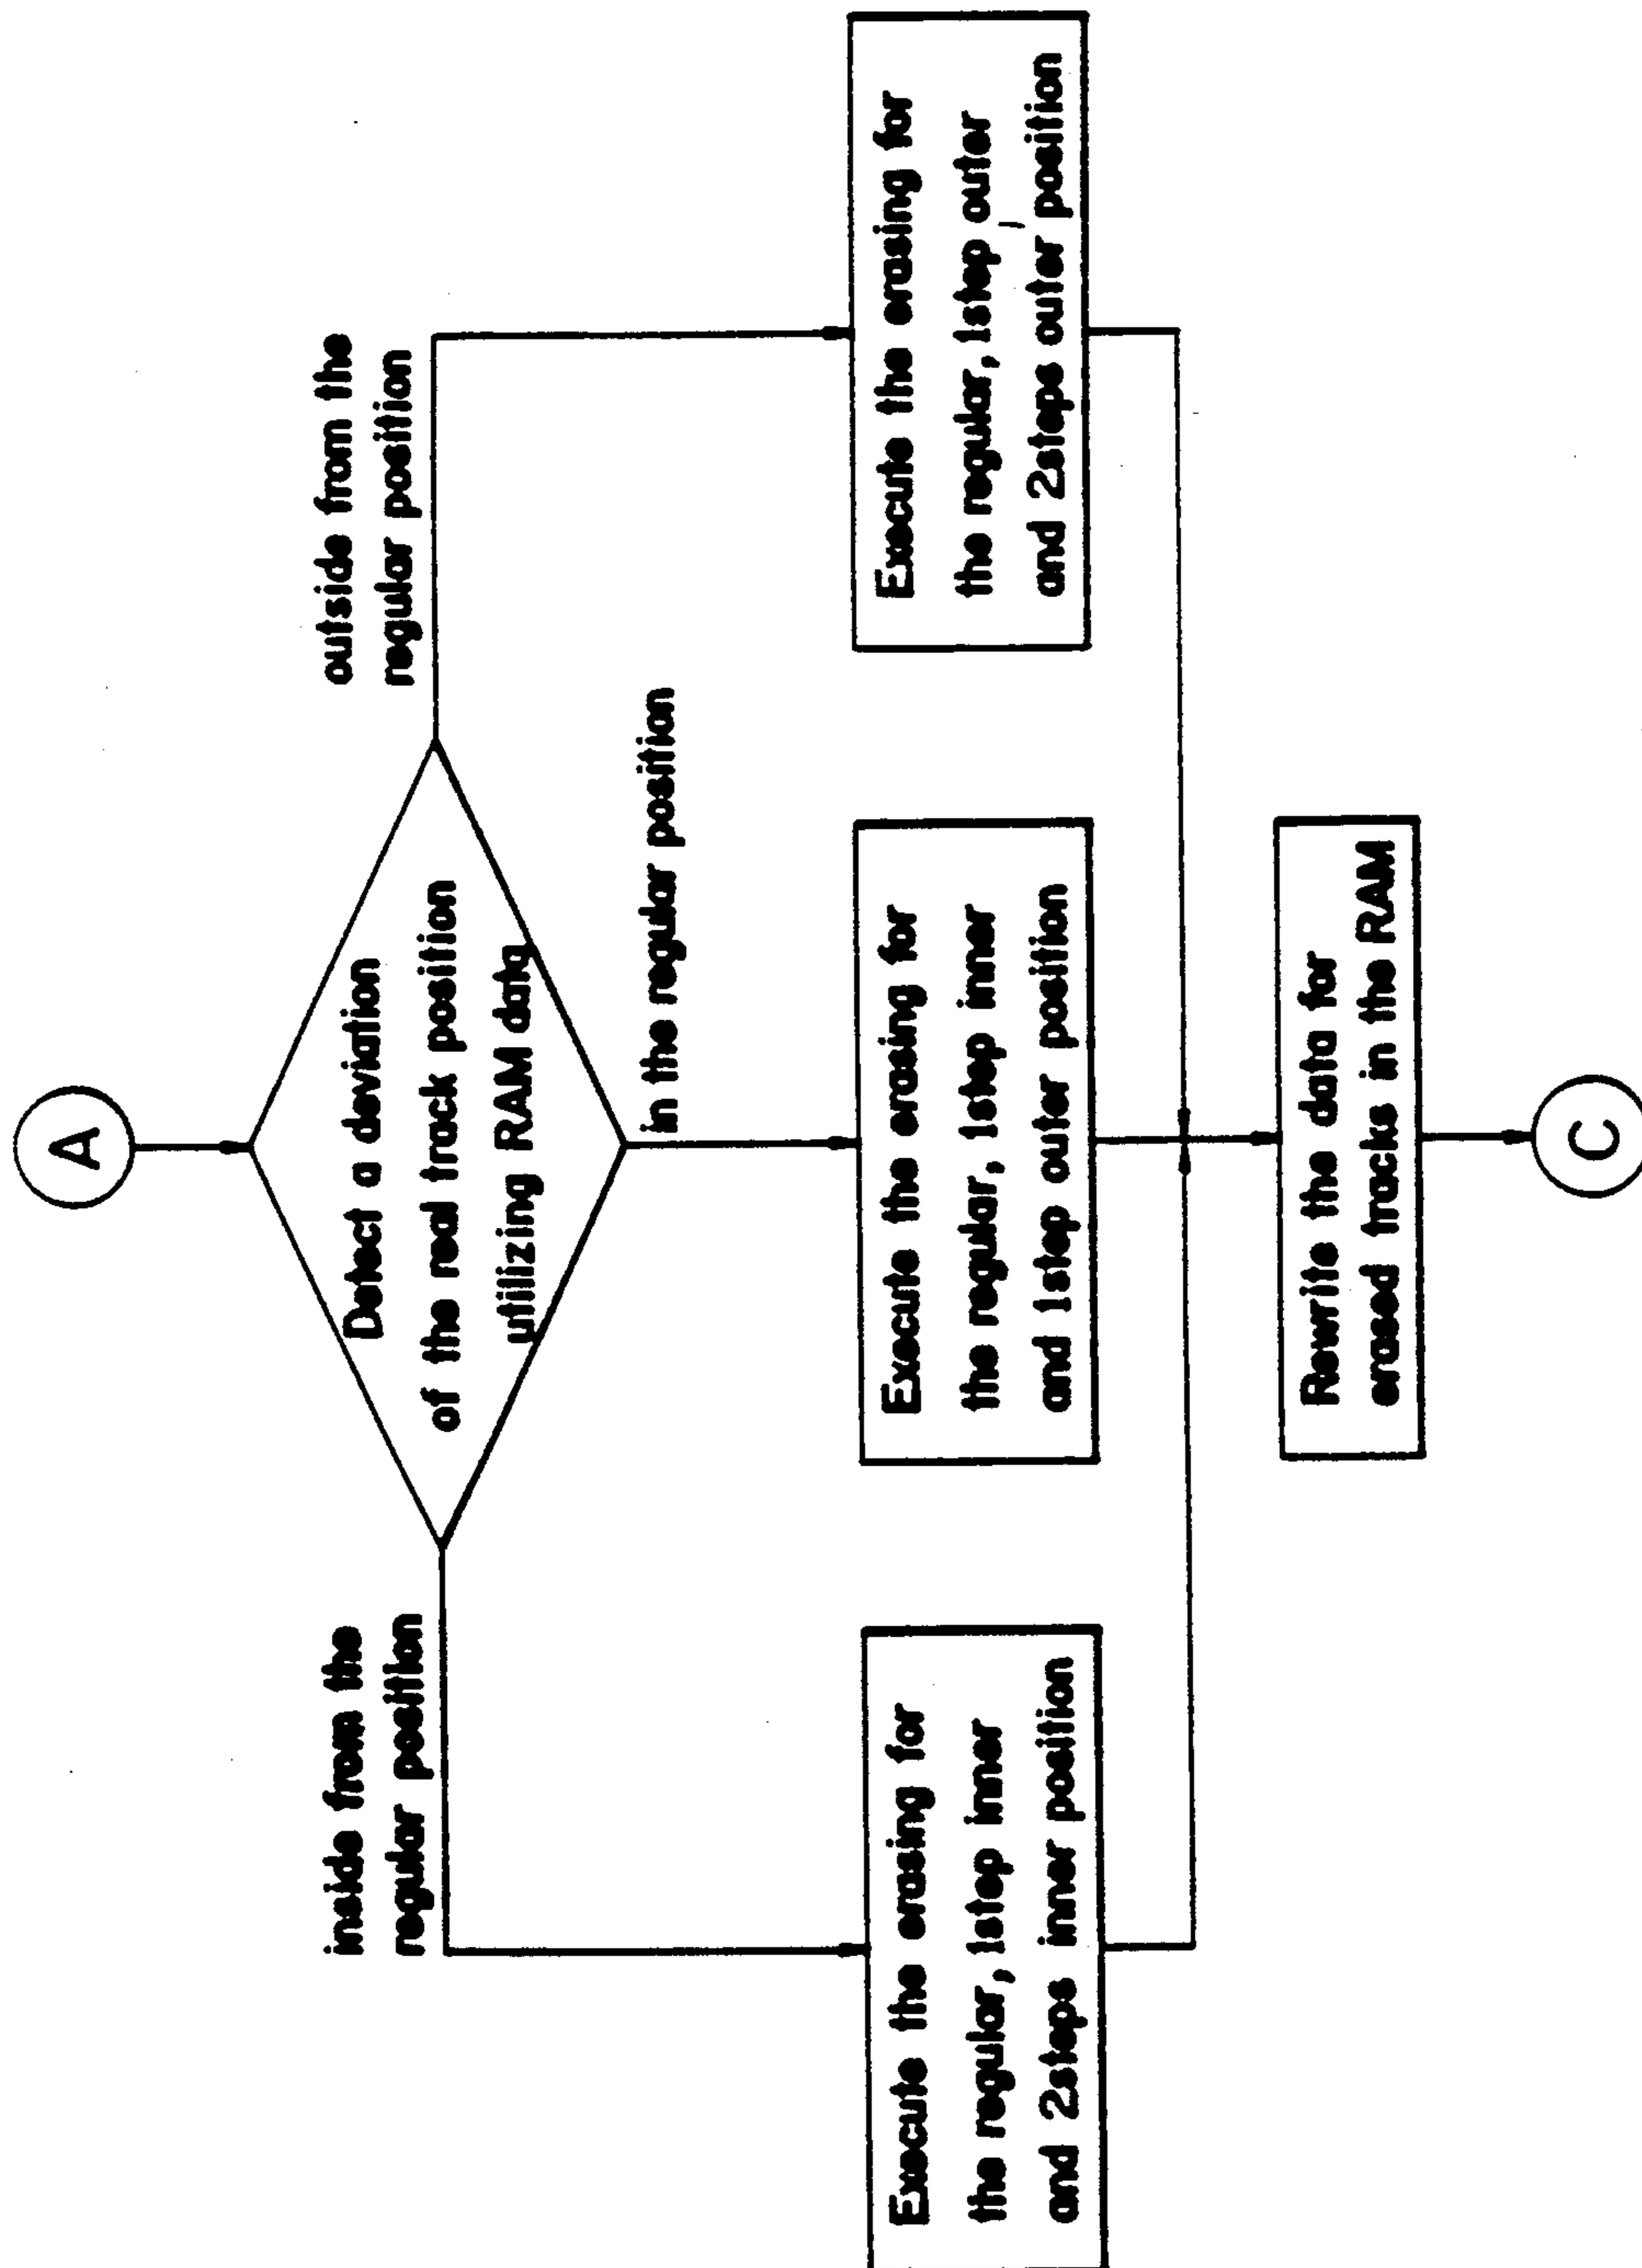 A
Detect a deviation
of the real track position
utilizing RAM data
inside from the
regular position
in the regular position
outside from the
regular position
Execute the erasing for
the regular, 1step inner
and 2steps inner position
Execute the erasing for
the regular, 1step inner
and 1step outer position
Execute the erasing for
the regular, 1step outer
and 2steps outer position
Rewrite the data for
erased tracks in the RAM
C